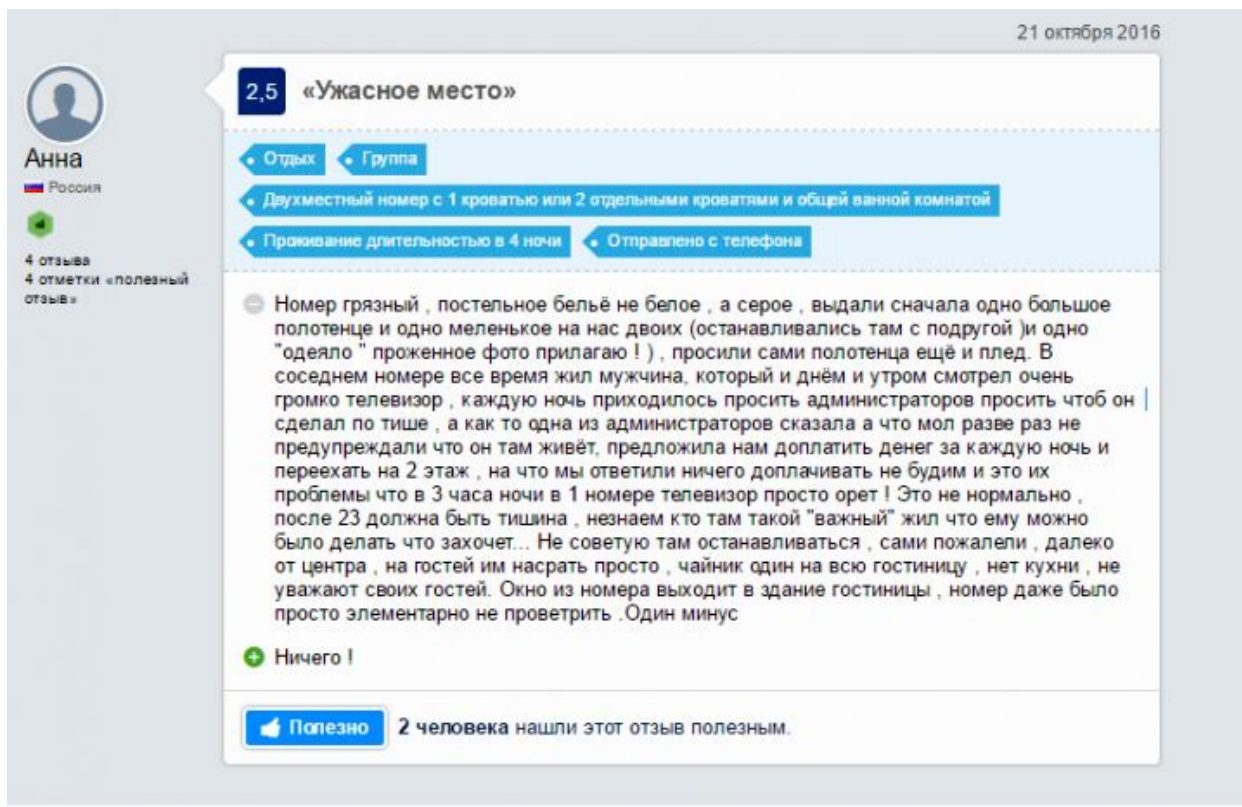 21 октября 2016
2,5 «Ужасное место»
Анна
Россия
4 отзыва
4 отметки «полезный
отзыв»
Отдых Группа
Двухместный номер с 1 кроватью или 2 отдельными кроватями и общей ванной комнатой
Проживание длительностью в 4 ночи Отправлено с телефона
Номер грязный , постельное бельё не белое , а серое , выдали сначала одно большое
полотенце и одно меленькое на нас двоих (останавливались там с подругой )и одно
"одеяло " проженное фото прилагаю ! ) , просили сами полотенца ещё и плед. В
соседнем номере все время жил мужчина, который и днём и утром смотрел очень
громко телевизор , каждую ночь приходилось просить администраторов просить чтоб он
сделал по тише , а как то одна из администраторов сказала а что мол разве раз не
предупреждали что он там живёт, предложила нам доплатить денег за каждую ночь и
переехать на 2 этаж , на что мы ответили ничего доплачивать не будим и это их
проблемы что в 3 часа ночи в 1 номере телевизор просто орет ! Это не нормально ,
после 23 должна быть тишина , незнаем кто там такой "важный" жил что ему можно
было делать что захочет... Не советую там останавливаться , сами пожалели , далеко
от центра , на гостей им насрать просто , чайник один на всю гостиницу , нет кухни , не
уважают своих гостей. Окно из номера выходит в здание гостиницы , номер даже было
просто элементарно не проветрить .Один минус
Ничего !
Полезно 2 человека нашли этот отзыв полезным.